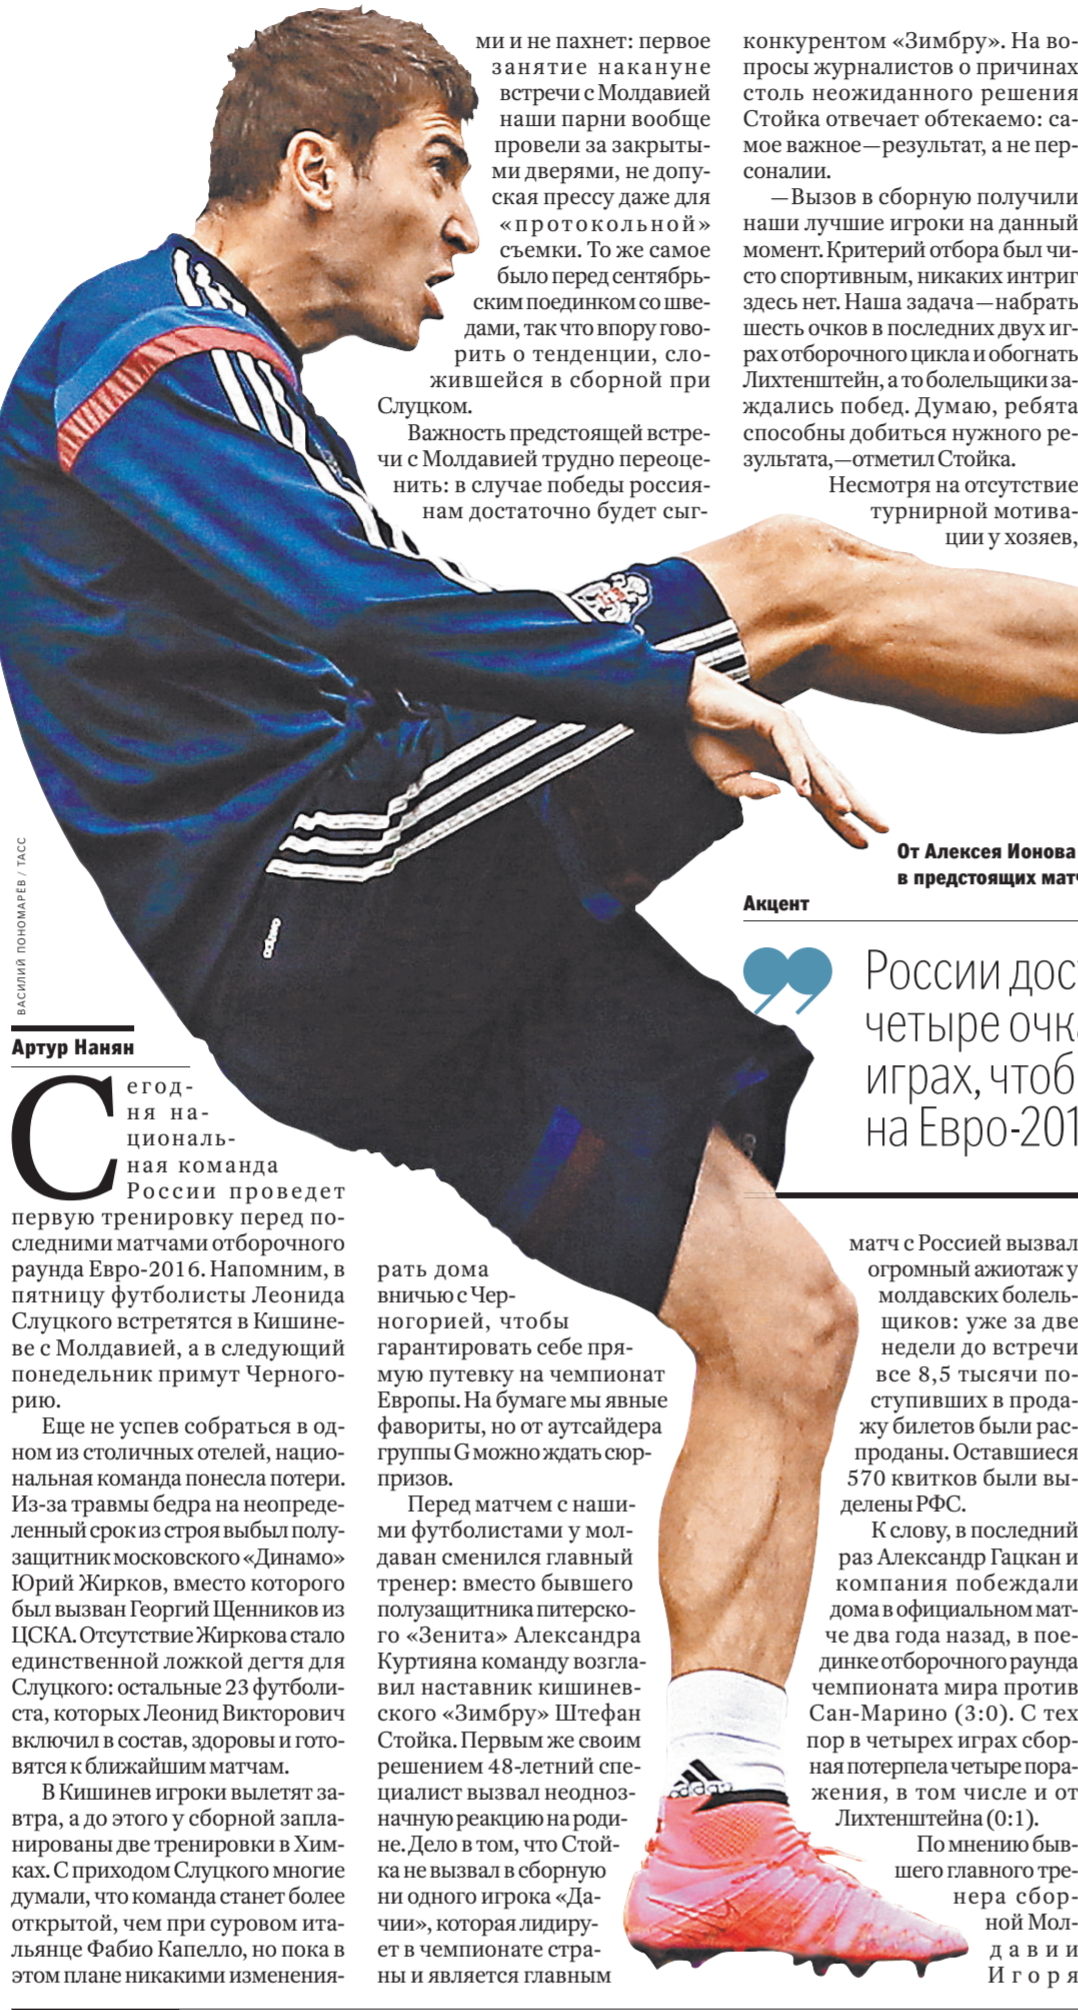 ВАСИЛИЙ ПОНОМАРЁВ / ТАСС
Артур Нанян
Сегод-
ня на-
циональ-
ная команда
России проведет
первую тренировку перед по-
следними матчами отборочного
раунда Евро-2016. Напомним, в
пятницу футболисты Леонида
Слуцкого встретятся в Кишине-
ве с Молдавией, а в следующий
понедельник примут Черного-
рию.
Еще не успев собраться в од-
ном из столичных отелей, нацио-
нальная команда понесла потери.
Из-за травмы бедра на неопреде-
ленный срок из строя выбыл полу-
защитник московского «Динамо»
Юрий Жирков, вместо которого
был вызван Георгий Щенников из
ЦСКА. Отсутствие Жиркова стало
единственной ложкой дегтя для
Слуцкого: остальные 23 футболи-
ста, которых Леонид Викторович
включил в состав, здоровы и гото-
вятся к ближайшим матчам.
В Кишинев игроки вылетят за-
втра, а до этого у сборной запла-
нированы две тренировки в Хим-
ках. С приходом Слуцкого многие
думали, что команда станет более
открытой, чем при суровом ита-
льянце Фабио Капелло, но пока в
этом плане никакими изменения-
ми и не пахнет: первое
занятие накануне
встречи с Молдавией
наши парни вообще
провели за закрыты-
ми дверями, не допу-
ская прессу даже для
«протокольной»
съемки. То же самое
было перед сентябрь-
ским поединком со шве-
дами, так что впору гово-
рить о тенденции, сло-
жившейся в сборной при
Слуцком.
Важность предстоящей встре-
чи с Молдавией трудно переоце-
нить: в случае победы россия-
нам достаточно будет сыг-
рать дома
вничью с Чер-
ногорией, чтобы
гарантировать себе пря-
мую путевку на чемпионат
Европы. На бумаге мы явные
фавориты, но от аутсайдера
группы G можно ждать сюр-
призов.
Перед матчем с наши-
ми футболистами у мол-
даван сменился главный
тренер: вместо бывшего
полузащитника питерско-
го «Зенита» Александра
Куртияна команду возгла-
вил наставник кишинев-
ского «Зимбру» Штефан
Стойка. Первым же своим
решением 48-летний спе-
циалист вызвал неоднoз-
начную реакцию на роди-
не. Дело в том, что Стой-
ка не вызвал в сборную
ни одного игрока «Да-
чии», которая лидиру-
ет в чемпионате стра-
ны и является главным
конкурентом «Зимбру». На во-
просы журналистов о причинах
столь неожиданного решения
Стойка отвечает обтекаемо: са-
мое важное—результат, а не пер-
соналии.
—Вызов в сборную получили
наши лучшие игроки на данный
момент. Критерий отбора был чи-
сто спортивным, никаких интриг
здесь нет. Наша задача—набрать
шесть очков в последних двух иг-
рах отборочного цикла и обогнать
Лихтенштейн, а то болельщики за-
ждались побед. Думаю, ребята
способны добиться нужного ре-
зультата,—отметил Стойка.
Несмотря на отсутствие
турнирной мотива-
ции у хозяев,
От Алексея Ионова
в предстоящих мат
Акцент
России дос
четыре очк
играх, чтоб
на Евро-201
матч с Россией вызвал
огромный ажиотаж у
молдавских болель-
щиков: уже за две
недели до встречи
все 8,5 тысячи по-
ступивших в прода-
жу билетов были рас-
проданы. Оставшиеся
570 квитков были вы-
делены РФС.
К слову, в последний
раз Александр Гацкан и
компания побеждали
дома в официальном мат-
че два года назад, в пое-
динке отборочного раунда
чемпионата мира против
Сан-Марино (3:0). С тех
пор в четырех играх сбор-
ная потерпела четыре пора-
жения, в том числе и от
Лихтенштейна (0:1).
По мнению быв-
шего главного тре-
нера сбор-
ной Мол-
давии
Игоря
adidas
adidas